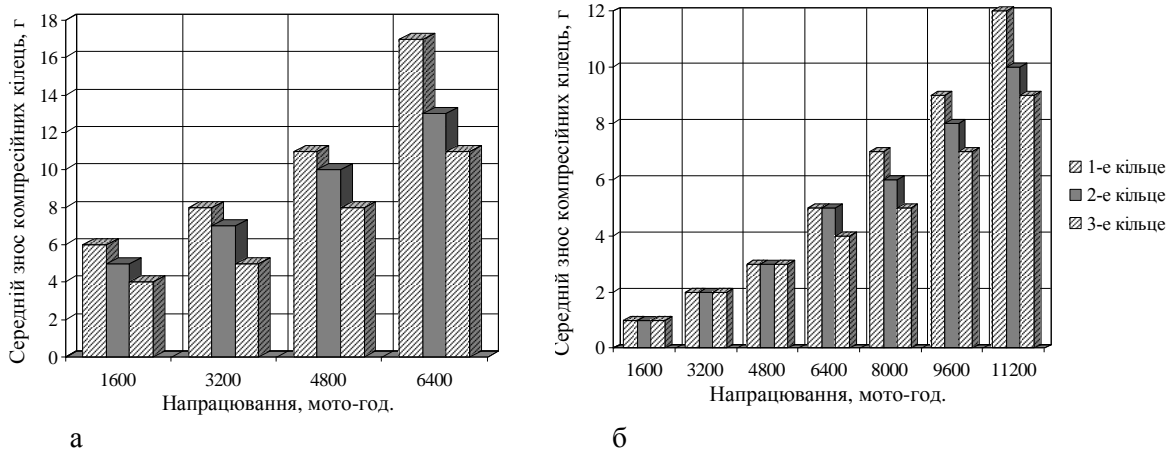 Середній знос компресійних кілець, г
18
16
14
12
10
8
6
4
2
0
1600 3200 4800 6400
Напрацювання, мото-год.
а
Середній знос компресійних кілець, г
12
10
8
6
4
2
0
1600 3200 4800 6400 8000 9600 11200
Напрацювання, мото-год.
б
1-е кільце
2-е кільце
3-е кільце